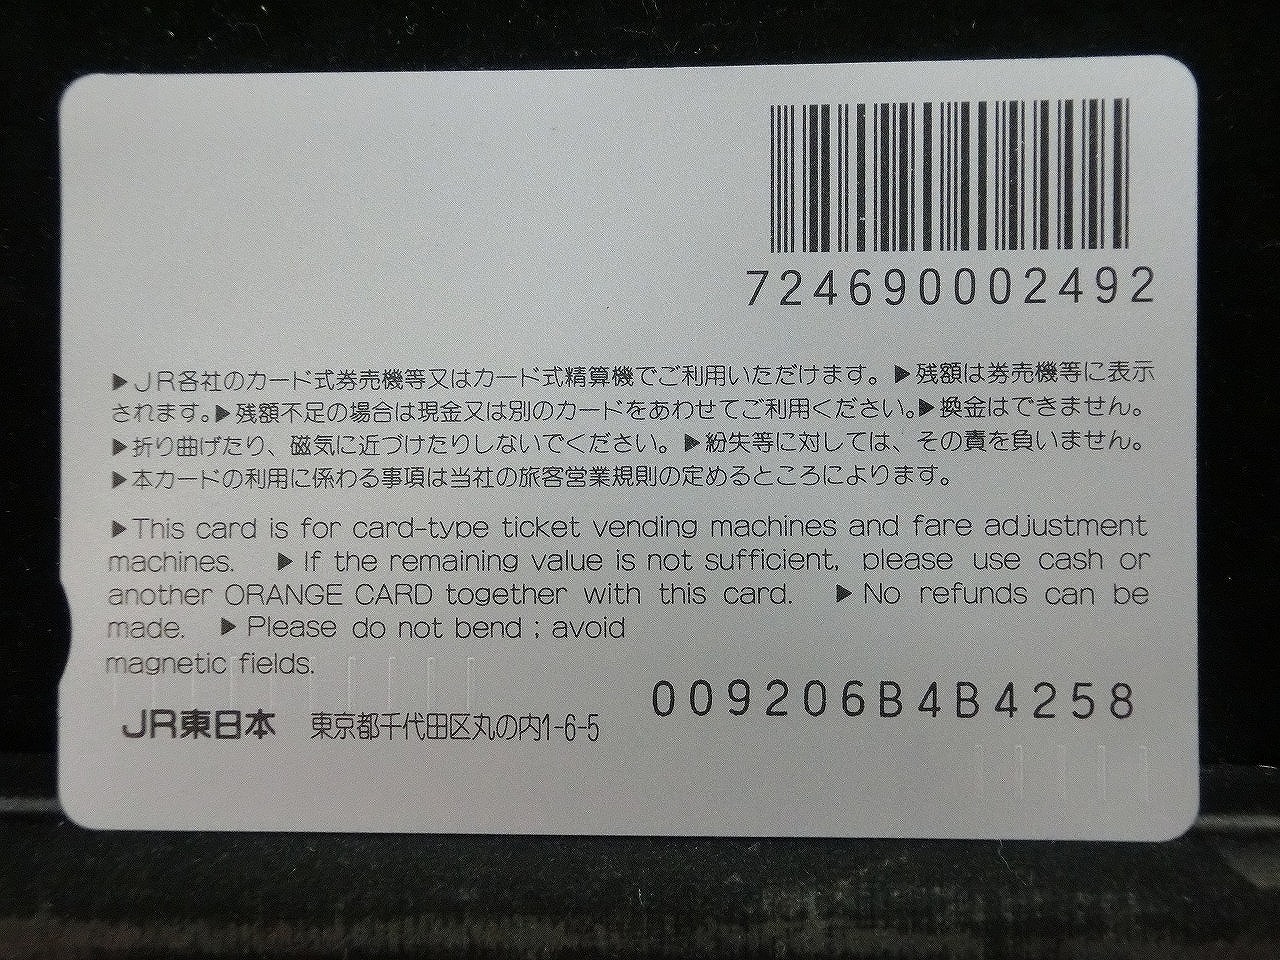 724690002492
▶JR各社のカード式券売機等又はカード式精算機でご利用いただけます。▶残額は券売機等に表示
されます。▶残額不足の場合は現金又は別のカードをあわせてご利用ください。▶換金はできません。
▶折り曲げたり、磁気に近づけたりしないでください。▶紛失等に対しては、その責を負いません。
▶本カードの利用に係わる事項は当社の旅客営業規則の定めるところによります。
▶This card is for card-type ticket vending machines and fare adjustment
machines. ▶If the remaining value is not sufficient, please use cash or
another ORANGE CARD together with this card. ▶No refunds can be
made. ▶Please do not bend ; avoid
magnetic fields.
009206B4B4258
JR東日本 東京都千代田区丸の内1-6-5